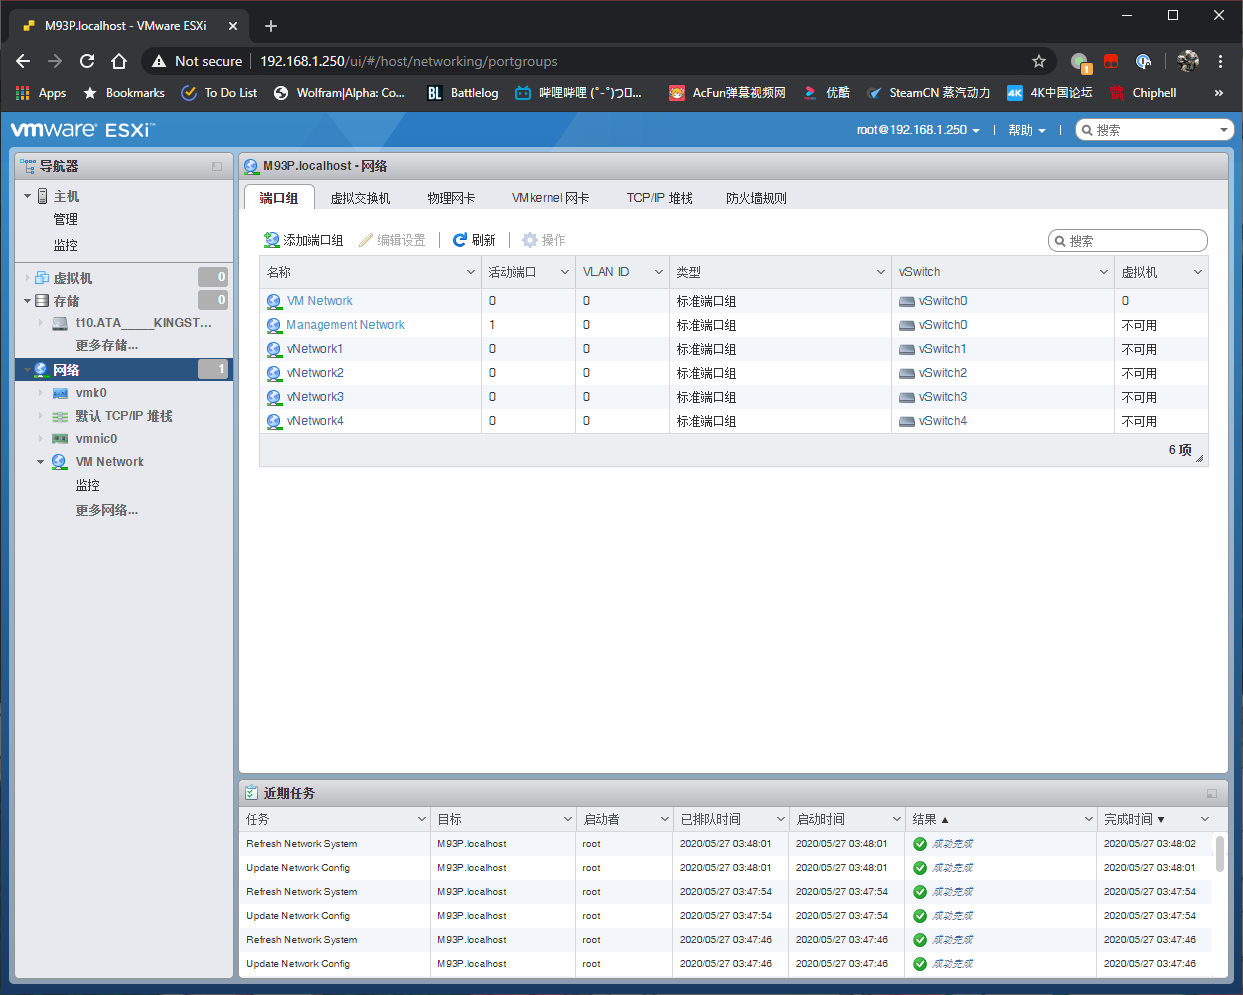 M93P.localhost - VMware ESXi
Not secure 192.168.1.250/ui/#/host/networking/portgroups
1
Apps Bookmarks To Do List Wolfram|Alpha: Co... BL Battlelog AcFun弹幕视频网 优酷 SteamCN 蒸汽动力 4K 4K中国论坛 Chiphell »
vmware ESXi™ root@192.168.1.250 帮助 搜索
导航器
主机
管理
监控
虚拟机 0
存储 0
t10.ATA_____KINGST...
更多存储...
网络 1
vmk0
默认 TCP/IP 堆栈
vmnic0
VM Network
监控
更多网络...
M93P.localhost - 网络
端口组 虚拟交换机 物理网卡 VMkernel 网卡 TCP/IP 堆栈 防火墙规则
添加端口组 编辑设置 刷新 操作 搜索
名称 活动端口 VLAN ID 类型 vSwitch 虚拟机
VM Network 0 0 标准端口组 vSwitch0 0
Management Network 1 0 标准端口组 vSwitch0 不可用
vNetwork1 0 0 标准端口组 vSwitch1 不可用
vNetwork2 0 0 标准端口组 vSwitch2 不可用
vNetwork3 0 0 标准端口组 vSwitch3 不可用
vNetwork4 0 0 标准端口组 vSwitch4 不可用
6 项
近期任务
任务 目标 启动者 已排队时间 启动时间 结果 ▲ 完成时间 ▼
Refresh Network System M93P.localhost root 2020/05/27 03:48:01 2020/05/27 03:48:01 成功完成 2020/05/27 03:48:02
Update Network Config M93P.localhost root 2020/05/27 03:48:01 2020/05/27 03:48:01 成功完成 2020/05/27 03:48:01
Refresh Network System M93P.localhost root 2020/05/27 03:47:54 2020/05/27 03:47:54 成功完成 2020/05/27 03:47:54
Update Network Config M93P.localhost root 2020/05/27 03:47:54 2020/05/27 03:47:54 成功完成 2020/05/27 03:47:54
Refresh Network System M93P.localhost root 2020/05/27 03:47:46 2020/05/27 03:47:46 成功完成 2020/05/27 03:47:46
Update Network Config M93P.localhost root 2020/05/27 03:47:46 2020/05/27 03:47:46 成功完成 2020/05/27 03:47:46